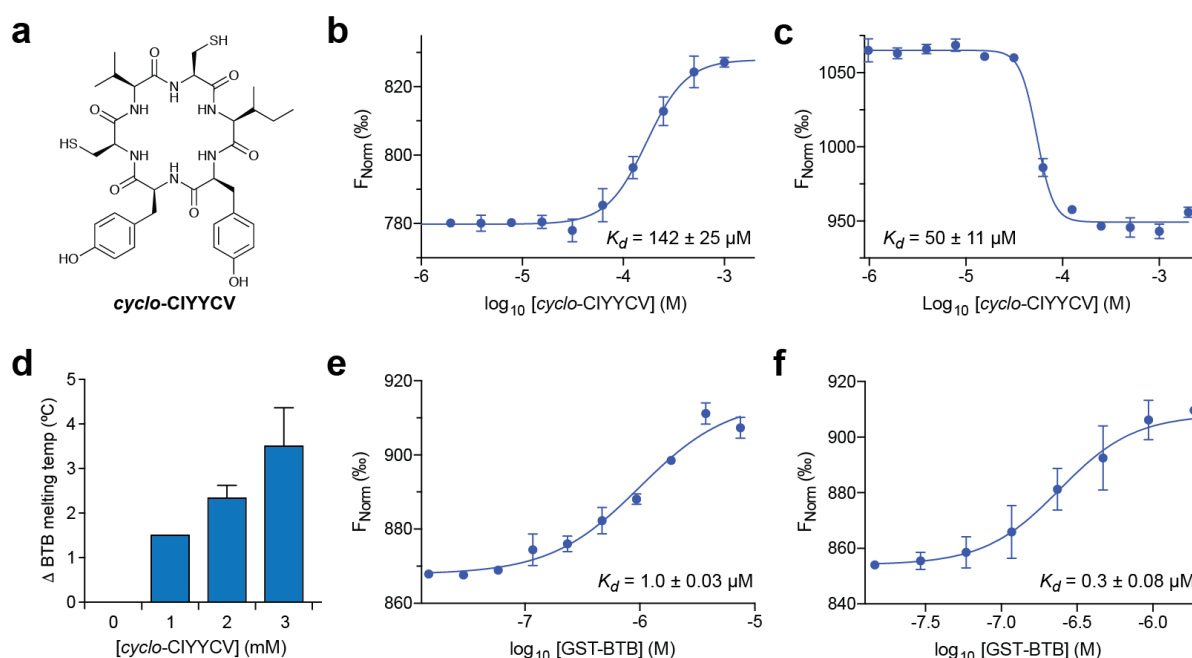 a
SH
O
O
N
H
NH
HN
O
O
HS
NH
HN
O
H
N
O
O
HO
OH
cyclo-CIYYCV
b
FNorm (‰)
820
800
780
-6
-5
-4
-3
Kd = 142 ± 25 µM
log10 [cyclo-CIYYCV] (M)
c
FNorm (‰)
1050
1000
950
-6
-5
-4
-3
-2
Kd = 50 ± 11 µM
Log10 [cyclo-CIYYCV] (M)
d
Δ BTB melting temp (ºC)
5
4
3
2
1
0
0
1
2
3
[cyclo-CIYYCV] (mM)
e
FNorm (‰)
920
900
880
860
-7
-6
-5
Kd = 1.0 ± 0.03 µM
log10 [GST-BTB] (M)
f
FNorm (‰)
920
900
880
860
840
-7.5
-7.0
-6.5
-6.0
Kd = 0.3 ± 0.08 µM
log10 [GST-BTB] (M)